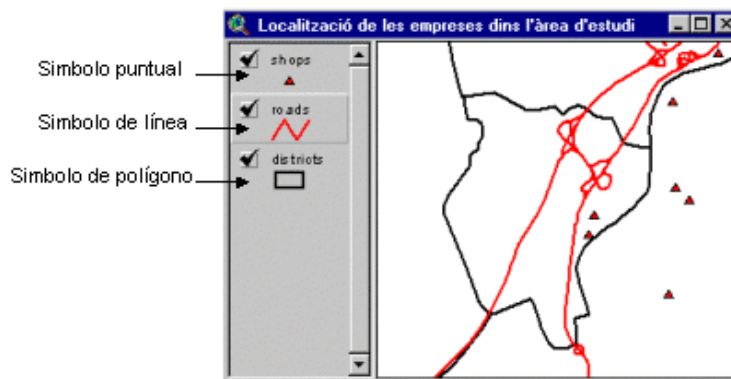 Localització de les empreses dins l'àrea d'estudi
Simbolo puntual
shops
Simbolo de línea
roads
Simbolo de polígono
districts